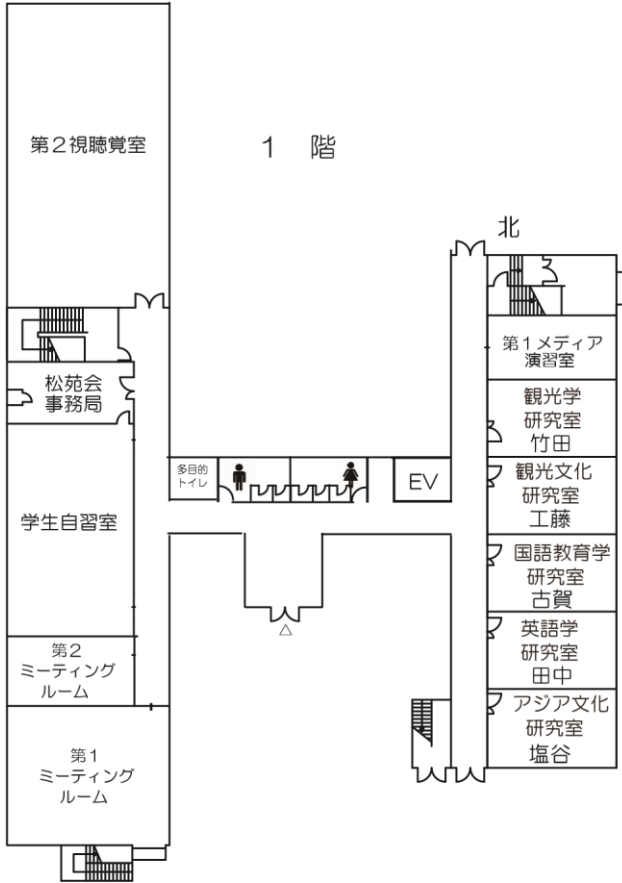 第2視聴覚室
1 階
北
松苑会
事務局
学生自習室
第2
ミーティング
ルーム
第1
ミーティング
ルーム
多目的
トイレ
EV
△
第1メディア
演習室
観光学
研究室
竹田
観光文化
研究室
工藤
国語教育学
研究室
古賀
英語学
研究室
田中
アジア文化
研究室
塩谷